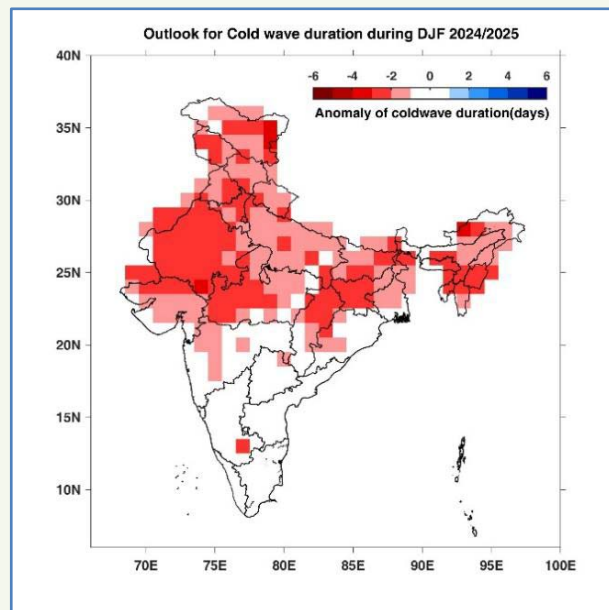 Outlook for Cold wave duration during DJF 2024/2025
40N
-6 -4 -2 0 2 4 6
Anomaly of coldwave duration(days)
35N
30N
25N
20N
15N
10N
70E 75E 80E 85E 90E 95E 100E